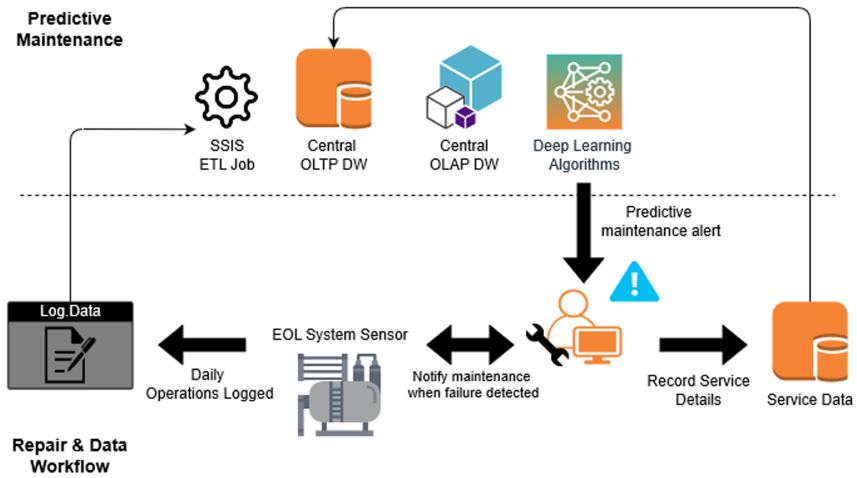 Predictive
Maintenance
SSIS
ETL Job
Central
OLTP DW
Central
OLAP DW
Deep Learning
Algorithms
Predictive
maintenance alert
Log.Data
EOL System Sensor
Daily
Operations Logged
Notify maintenance
when failure detected
Record Service
Details
Service Data
Repair & Data
Workflow